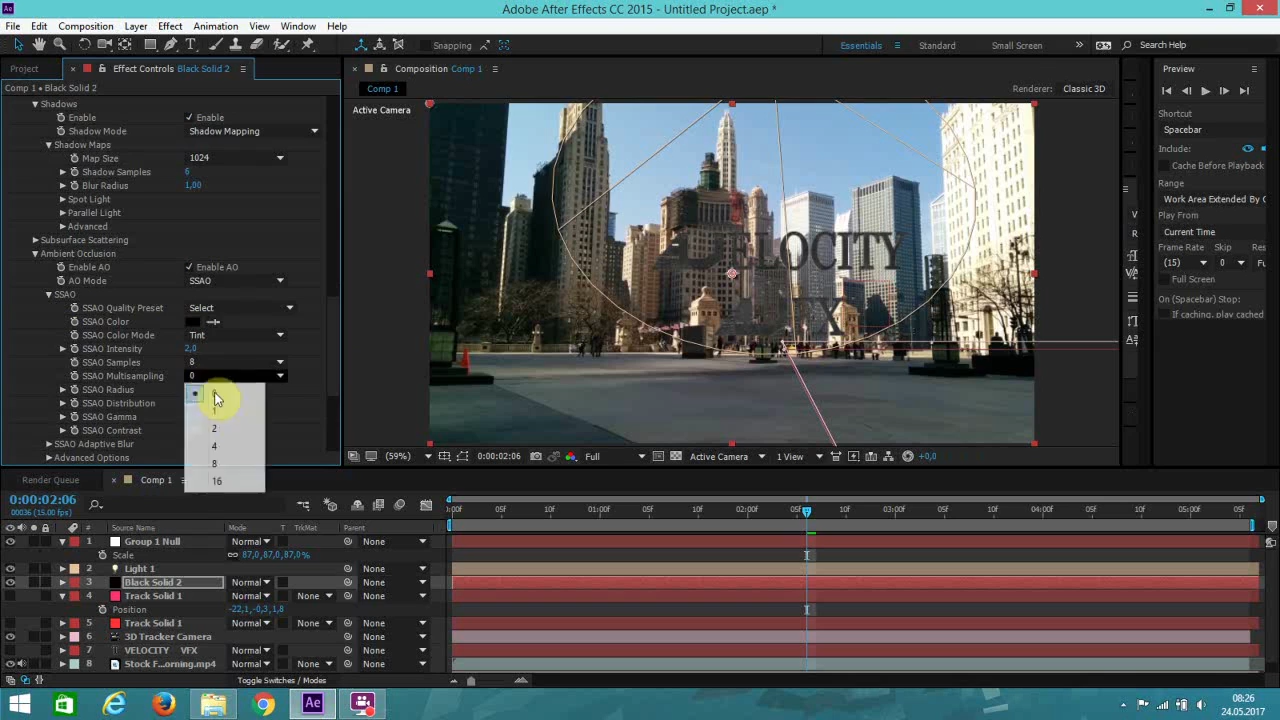 Adobe After Effects CC 2015 - Untitled Project.aep *
File Edit Composition Layer Effect Animation View Window Help
Snapping
Essentials Standard Small Screen Search Help
Project Effect Controls Black Solid 2
Composition Comp 1
Preview
Comp 1 • Black Solid 2
Comp 1
Renderer: Classic 3D
Active Camera
Shadows
Enable Enable
Shadow Mode Shadow Mapping
Shadow Maps
Map Size 1024
Shadow Samples 6
Blur Radius 1,00
Spot Light
Parallel Light
Advanced
Subsurface Scattering
Ambient Occlusion
Enable AO Enable AO
AO Mode SSAO
SSAO
SSAO Quality Preset Select
SSAO Color
SSAO Color Mode Tint
SSAO Intensity 2,0
SSAO Samples 8
SSAO Multisampling 0
SSAO Radius
SSAO Distribution
SSAO Gamma
SSAO Contrast
SSAO Adaptive Blur
Advanced Options
1
2
4
8
16
VELOCITY
Shortcut
Spacebar
Include:
Cache Before Playback
Range
Work Area Extended By C
Play From
Current Time
Frame Rate Skip
(15) 0 Fu
Full Screen
On (Spacebar) Stop:
If caching, play cached
(59%) 0:00:02:06 Full Active Camera 1 View +0,0
Render Queue Comp 1
0:00:02:06
00036 (15.00 fps)
:00f 05f 10f 01:00f 05f 10f 02:00f 05f 10f 03:00f 05f 10f 04:00f 05f 10f 05:00f 05f
# Source Name Mode T TrkMat Parent
1 Group 1 Null Normal None
Scale 87,0,87,0,87,0%
2 Light 1 None
3 Black Solid 2 Normal None
4 Track Solid 1 Normal None None
Position -22,1,-0,3,1,8
5 Track Solid 1 Normal None None
6 3D Tracker Camera None
7 VELOCITY VFX Normal None
8 Stock F...orning.mp4 Normal None None
Toggle Switches / Modes
Ae
08:26
24.05.2017